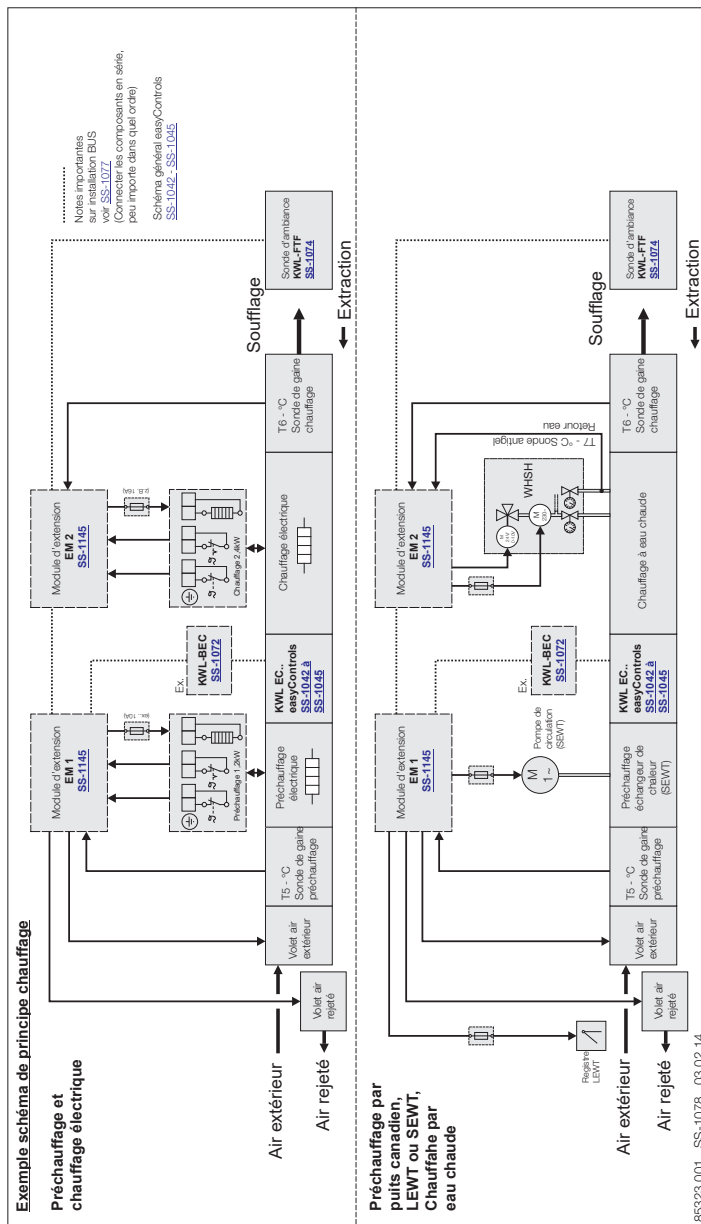 Exemple schéma de principe chauffage
Préchauffage et
chauffage électrique
Notes importantes
sur installation BUS
voir SS-1077
(Connecter les composants en série,
peu importe dans quel ordre)
Schéma général easyControls
SS-1042 - SS-1045
Module d'extension
EM 1
SS-1145
(ex.. 10A)
Préchauffage 1,2kW
Ex.
KWL-BEC
SS-1072
Module d'extension
EM 2
SS-1145
(z.B. 16A)
Chauffage 2,4kW
Air extérieur
Air rejeté
Volet air
rejeté
Volet air
extérieur
T5 - °C
Sonde de gaine
préchauffage
Préchauffage
électrique
KWL EC..
easyControls
SS-1042 à
SS-1045
Chauffage électrique
T6 - °C
Sonde de gaine
chauffage
Soufflage
Extraction
Sonde d'ambiance
KWL-FTF
SS-1074
Préchauffage par
puits canadien,
LEWT ou SEWT,
Chauffahe par
eau chaude
Registre
LEWT
Module d'extension
EM 1
SS-1145
M
1~
Pompe de
circulation
(SEWT)
Ex.
KWL-BEC
SS-1072
Module d'extension
EM 2
SS-1145
WHSH
M
24V
0-10V
M
230~
T7 - °C Sonde antigel
Retour eau
Air extérieur
Air rejeté
Volet air
rejeté
Volet air
extérieur
T5 - °C
Sonde de gaine
préchauffage
Préchauffage
échangeur de
chaleur
(SEWT)
KWL EC..
easyControls
SS-1042 à
SS-1045
Chauffage à eau chaude
T6 - °C
Sonde de gaine
chauffage
Soufflage
Extraction
Sonde d'ambiance
KWL-FTF
SS-1074
85323 001 SS-1078 03.02.14